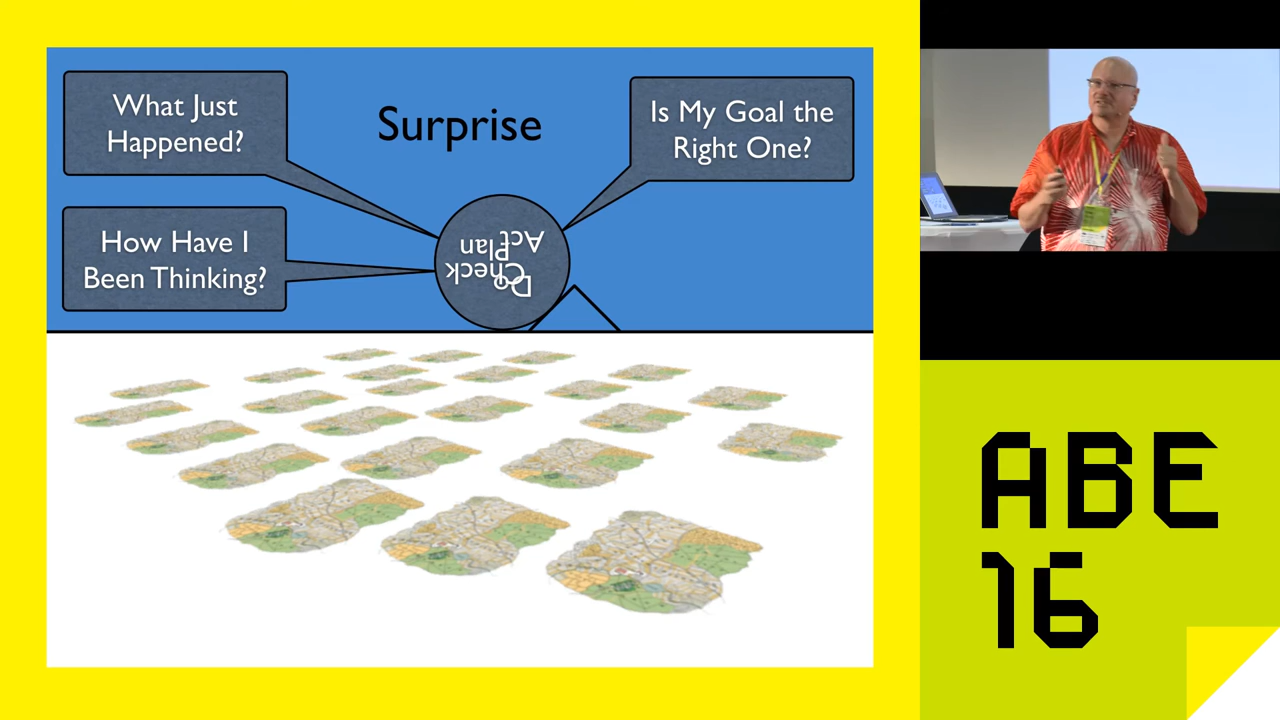 What Just
Happened?
Surprise
Is My Goal the
Right One?
How Have I
Been Thinking?
Act
Plan
Check
Do
ABE
16